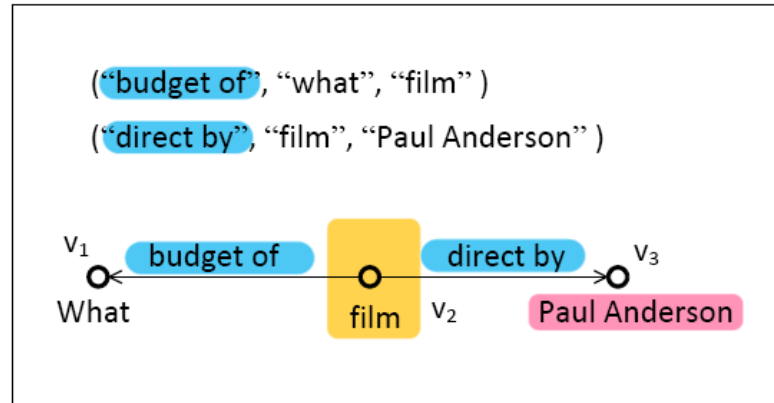 (“budget of”, “what”, “film” )
(“direct by”, “film”, “Paul Anderson” )
v₁ budget of direct by v₃
What film v₂ Paul Anderson